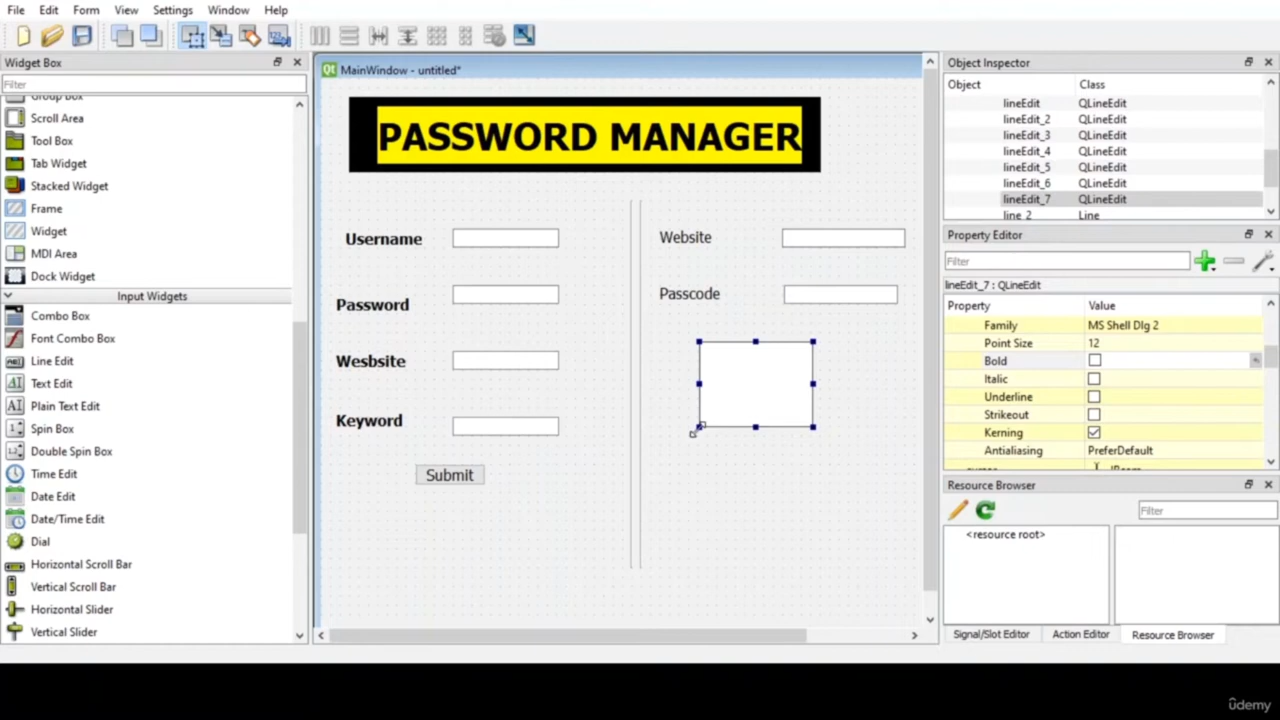 File Edit Form View Settings Window Help
Widget Box
Filter
Group Box
Scroll Area
Tool Box
Tab Widget
Stacked Widget
Frame
Widget
MDI Area
Dock Widget
Input Widgets
Combo Box
Font Combo Box
Line Edit
Text Edit
Plain Text Edit
Spin Box
Double Spin Box
Time Edit
Date Edit
Date/Time Edit
Dial
Horizontal Scroll Bar
Vertical Scroll Bar
Horizontal Slider
Vertical Slider
MainWindow - untitled*
PASSWORD MANAGER
Username
Password
Wesbsite
Keyword
Submit
Website
Passcode
Object Inspector
Object Class
lineEdit QLineEdit
lineEdit_2 QLineEdit
lineEdit_3 QLineEdit
lineEdit_4 QLineEdit
lineEdit_5 QLineEdit
lineEdit_6 QLineEdit
lineEdit_7 QLineEdit
line_2 Line
Property Editor
Filter
lineEdit_7 : QLineEdit
Property Value
Family MS Shell Dlg 2
Point Size 12
Bold
Italic
Underline
Strikeout
Kerning
Antialiasing PreferDefault
cursor IBeam
Resource Browser
Filter
<resource root>
Signal/Slot Editor Action Editor Resource Browser
ûdemy